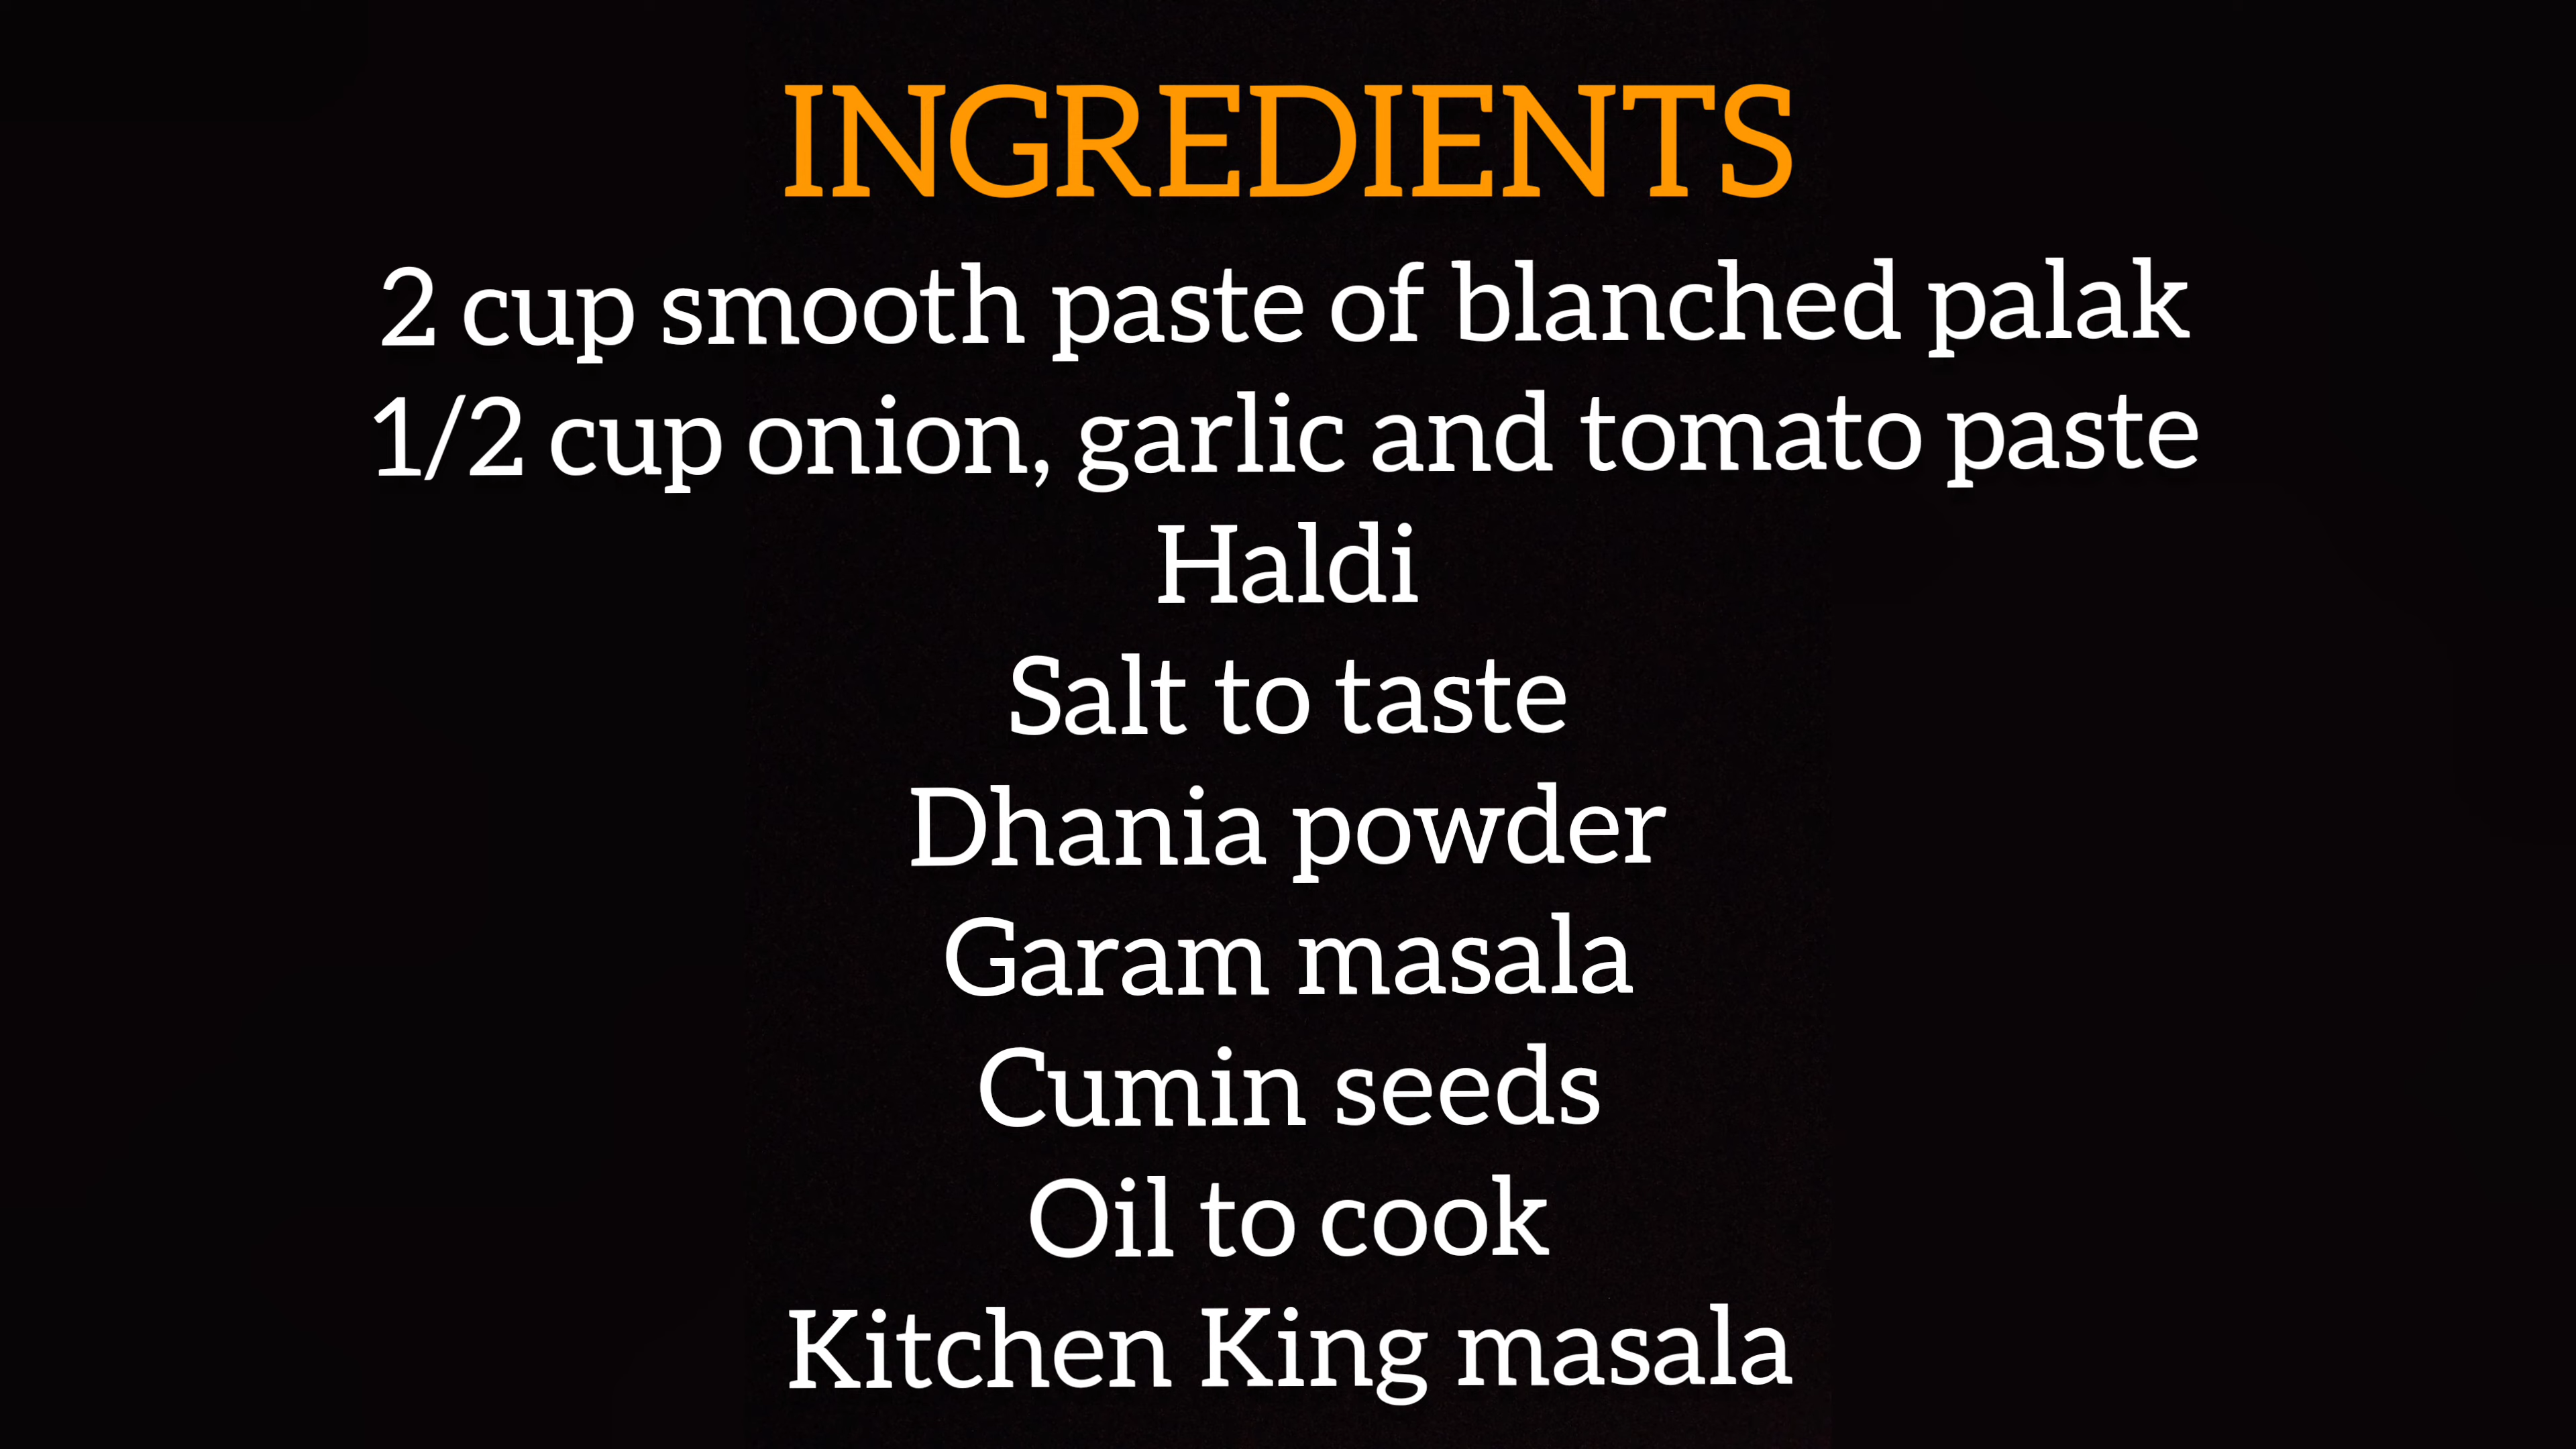 INGREDIENTS
2 cup smooth paste of blanched palak
1/2 cup onion, garlic and tomato paste
Haldi
Salt to taste
Dhania powder
Garam masala
Cumin seeds
Oil to cook
Kitchen King masala